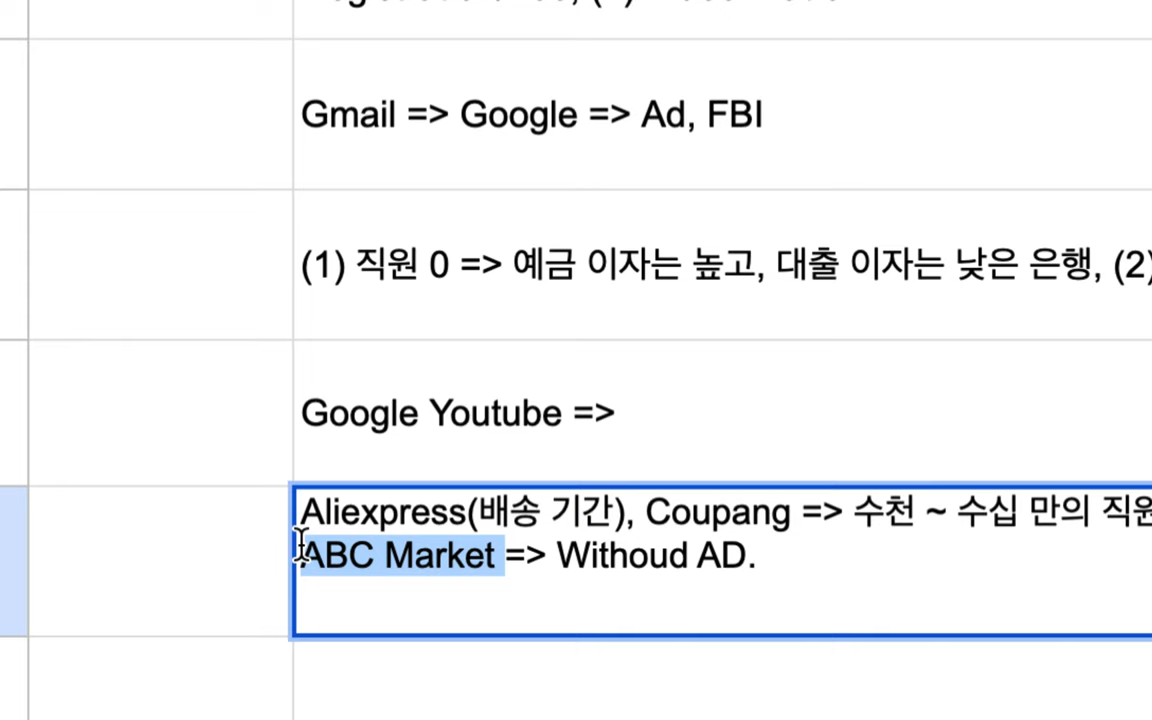 Gmail => Google => Ad, FBI
(1) 직원 0 => 예금 이자는 높고, 대출 이자는 낮은 은행, (2)
Google Youtube =>
Aliexpress(배송 기간), Coupang => 수천 ~ 수십 만의 직원
ABC Market => Withoud AD.